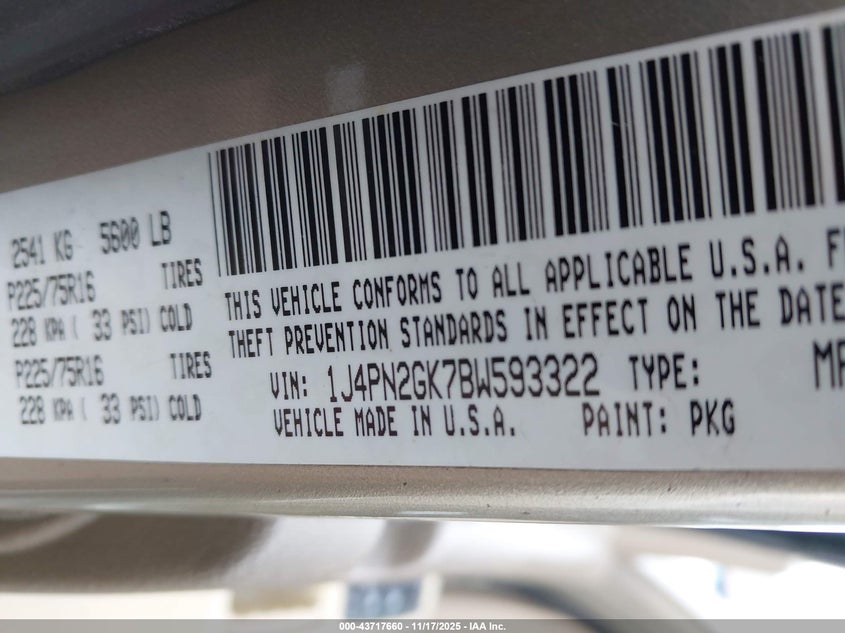 2541 KG 5600 LB
P225/75R16 TIRES
228 KPA ( 33 PSI) COLD
P225/75R16 TIRES
228 KPA ( 33 PSI) COLD
THIS VEHICLE CONFORMS TO ALL APPLICABLE U.S.A.
THEFT PREVENTION STANDARDS IN EFFECT ON THE DATE
VIN: 1J4PN2GK7BW593322 TYPE:
VEHICLE MADE IN U.S.A. PAINT: PKG
000-43717660 - 11/17/2025 - IAA Inc.